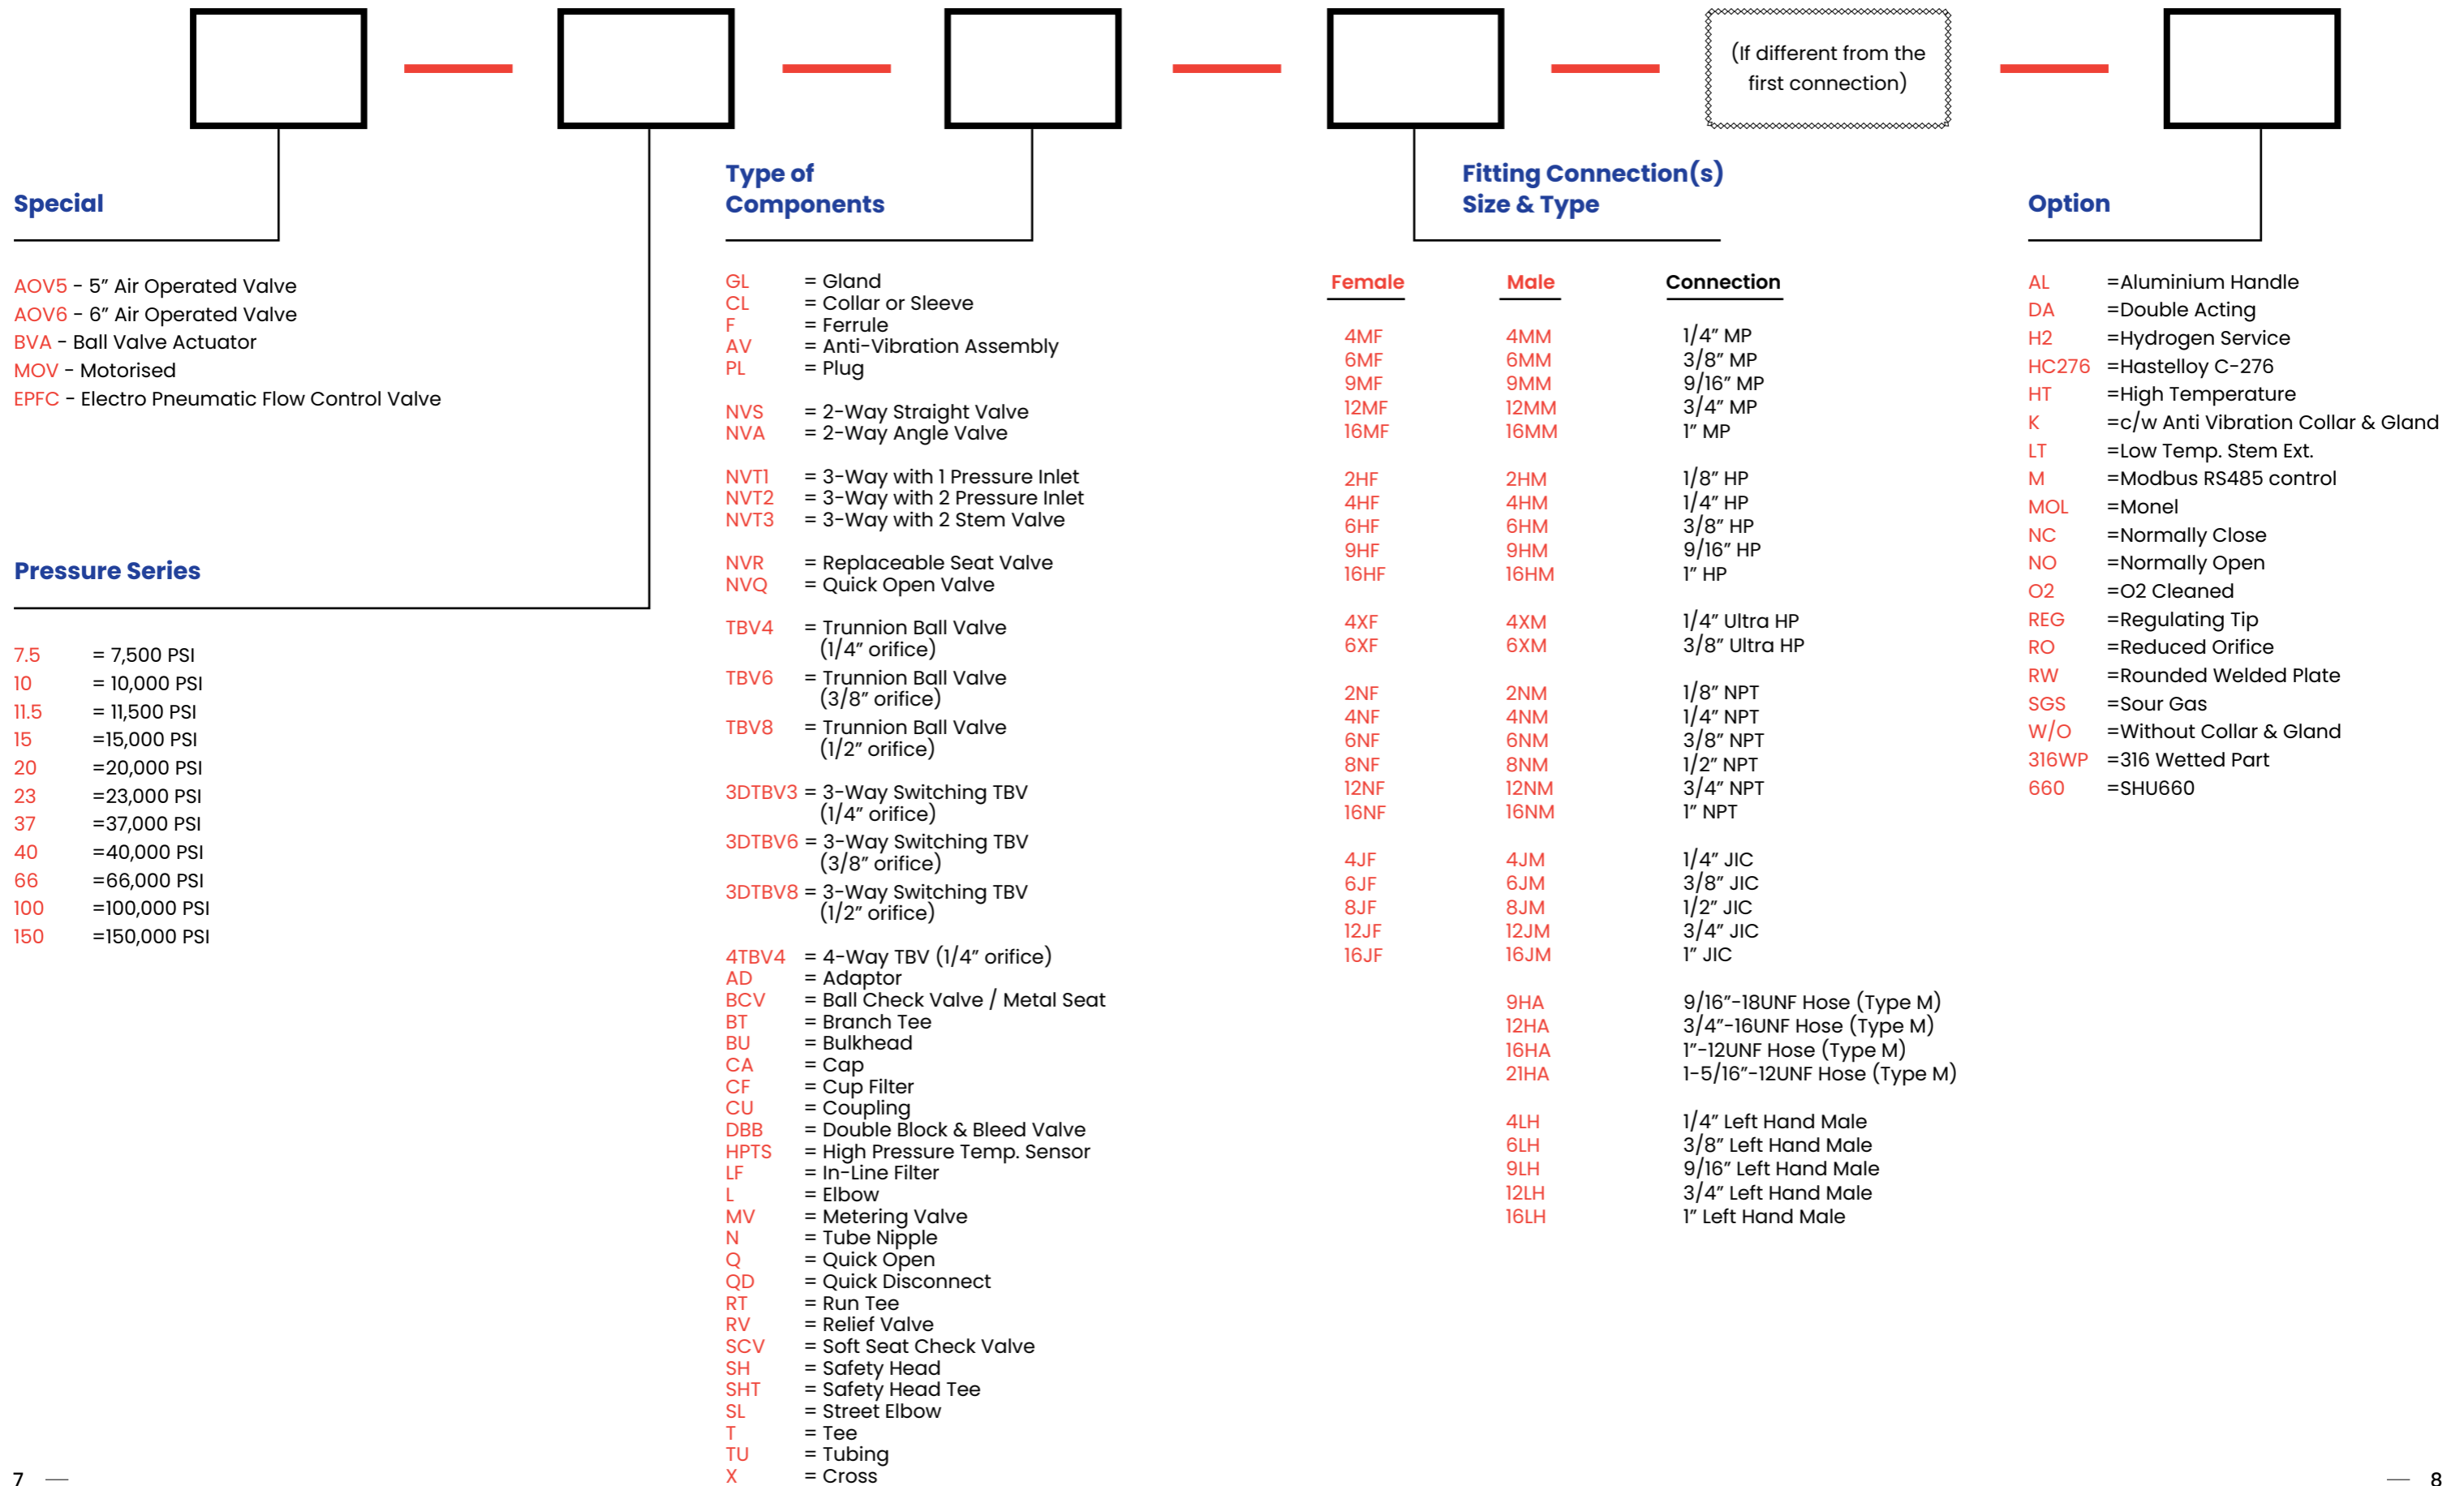 (If different from the
first connection)
Special
AOV5 - 5” Air Operated Valve
AOV6 - 6” Air Operated Valve
BVA - Ball Valve Actuator
MOV - Motorised
EPFC - Electro Pneumatic Flow Control Valve
Pressure Series
7.5 = 7,500 PSI
10 = 10,000 PSI
11.5 = 11,500 PSI
15 =15,000 PSI
20 =20,000 PSI
23 =23,000 PSI
37 =37,000 PSI
40 =40,000 PSI
66 =66,000 PSI
100 =100,000 PSI
150 =150,000 PSI
Type of
Components
GL = Gland
CL = Collar or Sleeve
F = Ferrule
AV = Anti-Vibration Assembly
PL = Plug
NVS = 2-Way Straight Valve
NVA = 2-Way Angle Valve
NVT1 = 3-Way with 1 Pressure Inlet
NVT2 = 3-Way with 2 Pressure Inlet
NVT3 = 3-Way with 2 Stem Valve
NVR = Replaceable Seat Valve
NVQ = Quick Open Valve
TBV4 = Trunnion Ball Valve
(1/4” orifice)
TBV6 = Trunnion Ball Valve
(3/8” orifice)
TBV8 = Trunnion Ball Valve
(1/2” orifice)
3DTBV3 = 3-Way Switching TBV
(1/4” orifice)
3DTBV6 = 3-Way Switching TBV
(3/8” orifice)
3DTBV8 = 3-Way Switching TBV
(1/2” orifice)
4TBV4 = 4-Way TBV (1/4” orifice)
AD = Adaptor
BCV = Ball Check Valve / Metal Seat
BT = Branch Tee
BU = Bulkhead
CA = Cap
CF = Cup Filter
CU = Coupling
DBB = Double Block & Bleed Valve
HPTS = High Pressure Temp. Sensor
LF = In-Line Filter
L = Elbow
MV = Metering Valve
N = Tube Nipple
Q = Quick Open
QD = Quick Disconnect
RT = Run Tee
RV = Relief Valve
SCV = Soft Seat Check Valve
SH = Safety Head
SHT = Safety Head Tee
SL = Street Elbow
T = Tee
TU = Tubing
X = Cross
Fitting Connection(s)
Size & Type
Female Male Connection
4MF 4MM 1/4” MP
6MF 6MM 3/8” MP
9MF 9MM 9/16” MP
12MF 12MM 3/4” MP
16MF 16MM 1” MP
2HF 2HM 1/8” HP
4HF 4HM 1/4” HP
6HF 6HM 3/8” HP
9HF 9HM 9/16” HP
16HF 16HM 1” HP
4XF 4XM 1/4” Ultra HP
6XF 6XM 3/8” Ultra HP
2NF 2NM 1/8” NPT
4NF 4NM 1/4” NPT
6NF 6NM 3/8” NPT
8NF 8NM 1/2” NPT
12NF 12NM 3/4” NPT
16NF 16NM 1” NPT
4JF 4JM 1/4” JIC
6JF 6JM 3/8” JIC
8JF 8JM 1/2” JIC
12JF 12JM 3/4” JIC
16JF 16JM 1” JIC
9HA 9/16”-18UNF Hose (Type M)
12HA 3/4”-16UNF Hose (Type M)
16HA 1”-12UNF Hose (Type M)
21HA 1-5/16”-12UNF Hose (Type M)
4LH 1/4” Left Hand Male
6LH 3/8” Left Hand Male
9LH 9/16” Left Hand Male
12LH 3/4” Left Hand Male
16LH 1” Left Hand Male
Option
AL =Aluminium Handle
DA =Double Acting
H2 =Hydrogen Service
HC276 =Hastelloy C-276
HT =High Temperature
K =c/w Anti Vibration Collar & Gland
LT =Low Temp. Stem Ext.
M =Modbus RS485 control
MOL =Monel
NC =Normally Close
NO =Normally Open
O2 =O2 Cleaned
REG =Regulating Tip
RO =Reduced Orifice
RW =Rounded Welded Plate
SGS =Sour Gas
W/O =Without Collar & Gland
316WP =316 Wetted Part
660 =SHU660
7 —
— 8